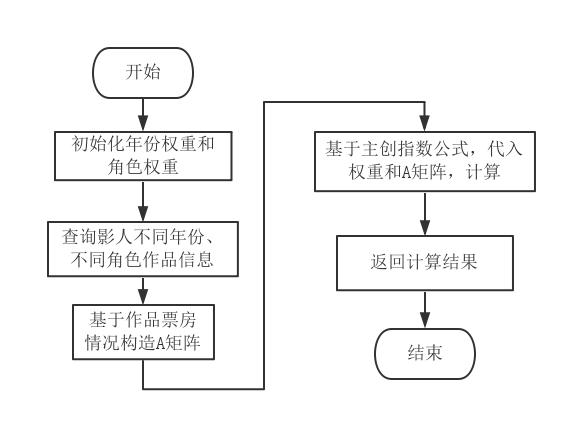 开始
初始化年份权重和
角色权重
查询影人不同年份、
不同角色作品信息
基于作品票房
情况构造A矩阵
基于主创指数公式，代入
权重和A矩阵，计算
返回计算结果
结束